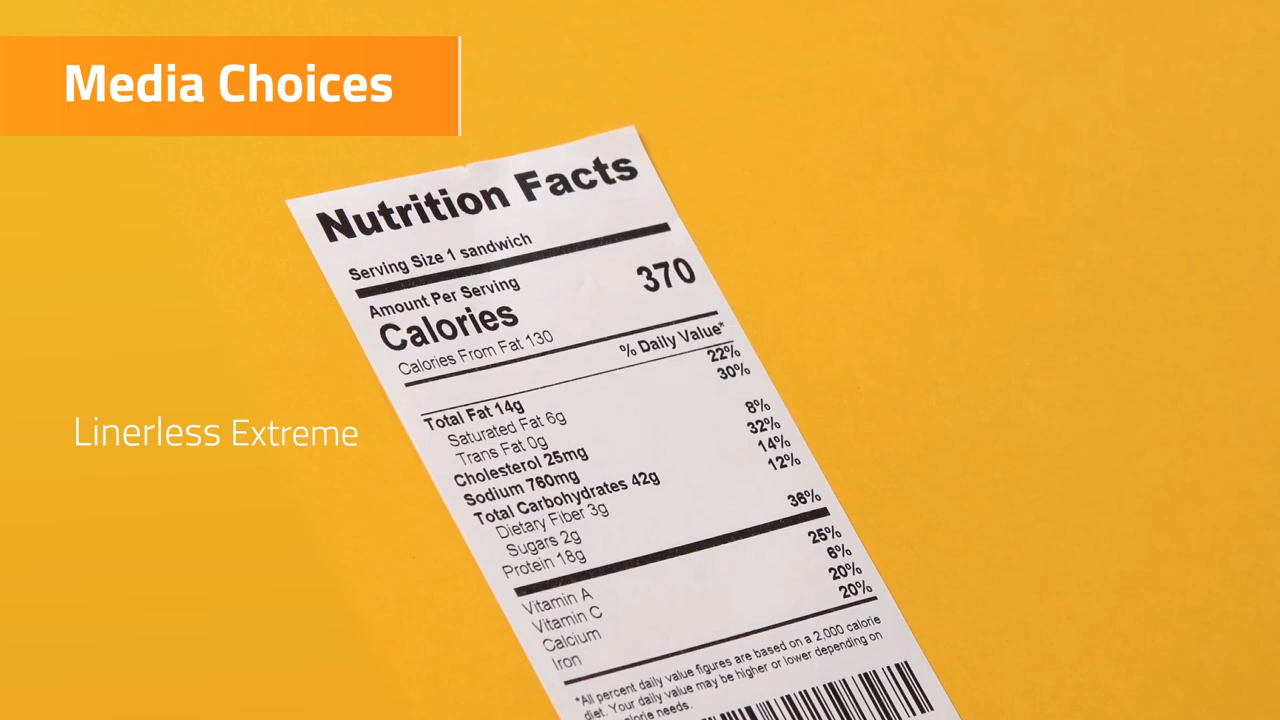 Media Choices
Nutrition Facts
Serving Size 1 sandwich
Amount Per Serving
Calories 370
Calories From Fat 130
% Daily Value*
Total Fat 14g 22%
Saturated Fat 6g 30%
Trans Fat 0g
Cholesterol 25mg 8%
Sodium 760mg 32%
Total Carbohydrates 42g 14%
Dietary Fiber 3g 12%
Sugars 2g
Protein 18g 36%
Vitamin A 25%
Vitamin C 6%
Calcium 20%
Iron 20%
*All percent daily value figures are based on a 2,000 calorie
diet. Your daily value may be higher or lower depending on
needs.
Linerless Extreme